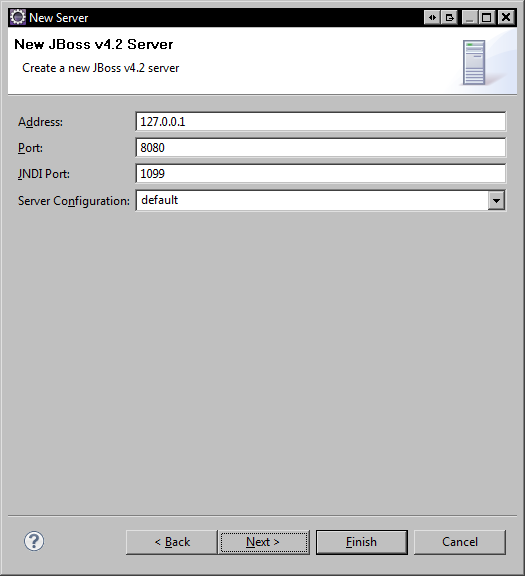 New Server
New JBoss v4.2 Server
Create a new JBoss v4.2 server
Address: 127.0.0.1
Port: 8080
JNDI Port: 1099
Server Configuration: default
? < Back Next > Finish Cancel